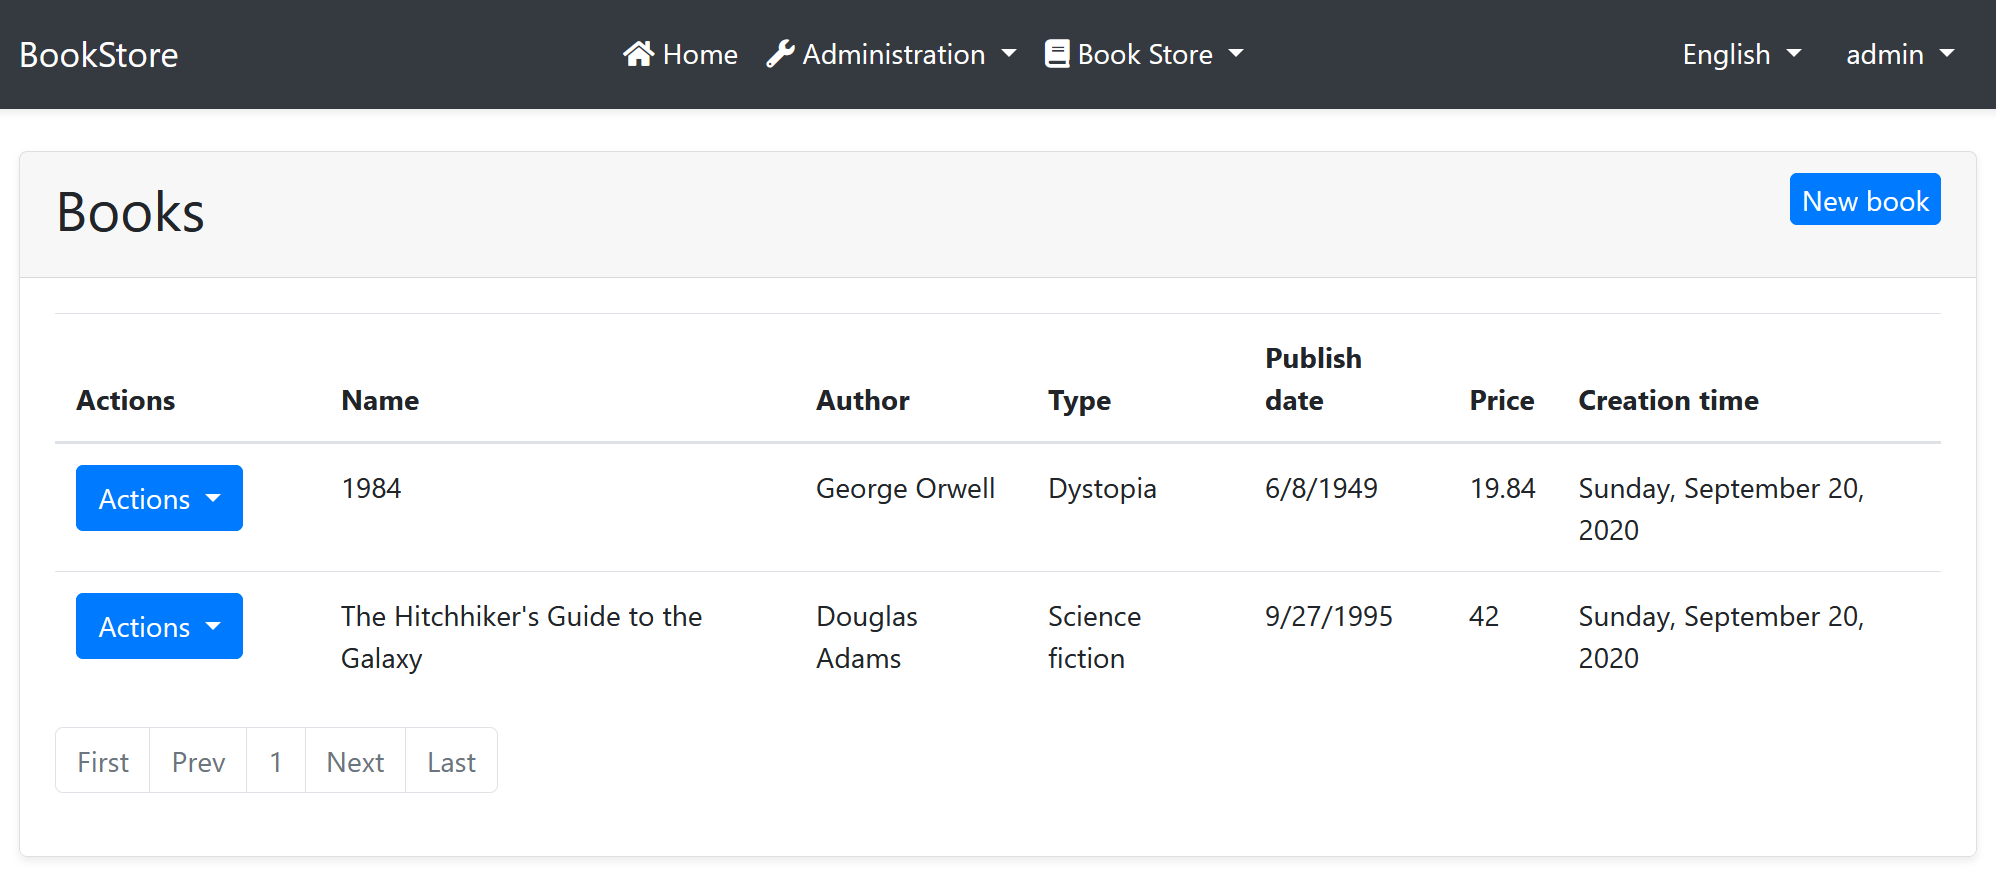 BookStore Home Administration Book Store English admin
Books New book
Publish
Actions Name Author Type date Price Creation time
Actions 1984 George Orwell Dystopia 6/8/1949 19.84 Sunday, September 20,
2020
Actions The Hitchhiker's Guide to the Douglas Science 9/27/1995 42 Sunday, September 20,
Galaxy Adams fiction 2020
First Prev 1 Next Last